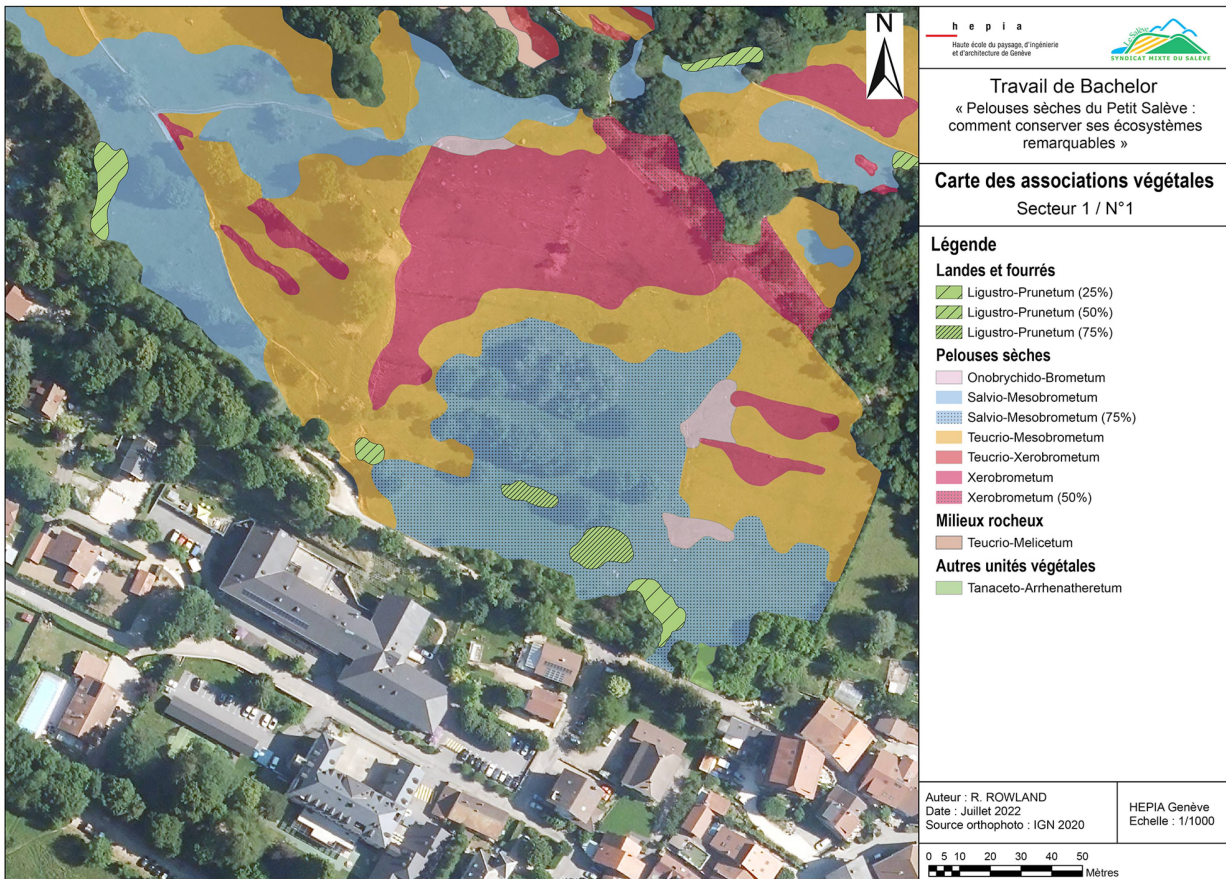 N
h e p i a
Haute école du paysage, d'ingénierie
et d'architecture de Genève
Le Salève
SYNDICAT MIXTE DU SALÈVE
Travail de Bachelor
« Pelouses sèches du Petit Salève :
comment conserver ses écosystèmes
remarquables »
Carte des associations végétales
Secteur 1 / N°1
Légende
Landes et fourrés
Ligustro-Prunetum (25%)
Ligustro-Prunetum (50%)
Ligustro-Prunetum (75%)
Pelouses sèches
Onobrychido-Brometum
Salvio-Mesobrometum
Salvio-Mesobrometum (75%)
Teucrio-Mesobrometum
Teucrio-Xerobrometum
Xerobrometum
Xerobrometum (50%)
Milieux rocheux
Teucrio-Melicetum
Autres unités végétales
Tanaceto-Arrhenatheretum
Auteur : R. ROWLAND
Date : Juillet 2022
Source orthophoto : IGN 2020
HEPIA Genève
Echelle : 1/1000
0 5 10 20 30 40 50
Mètres